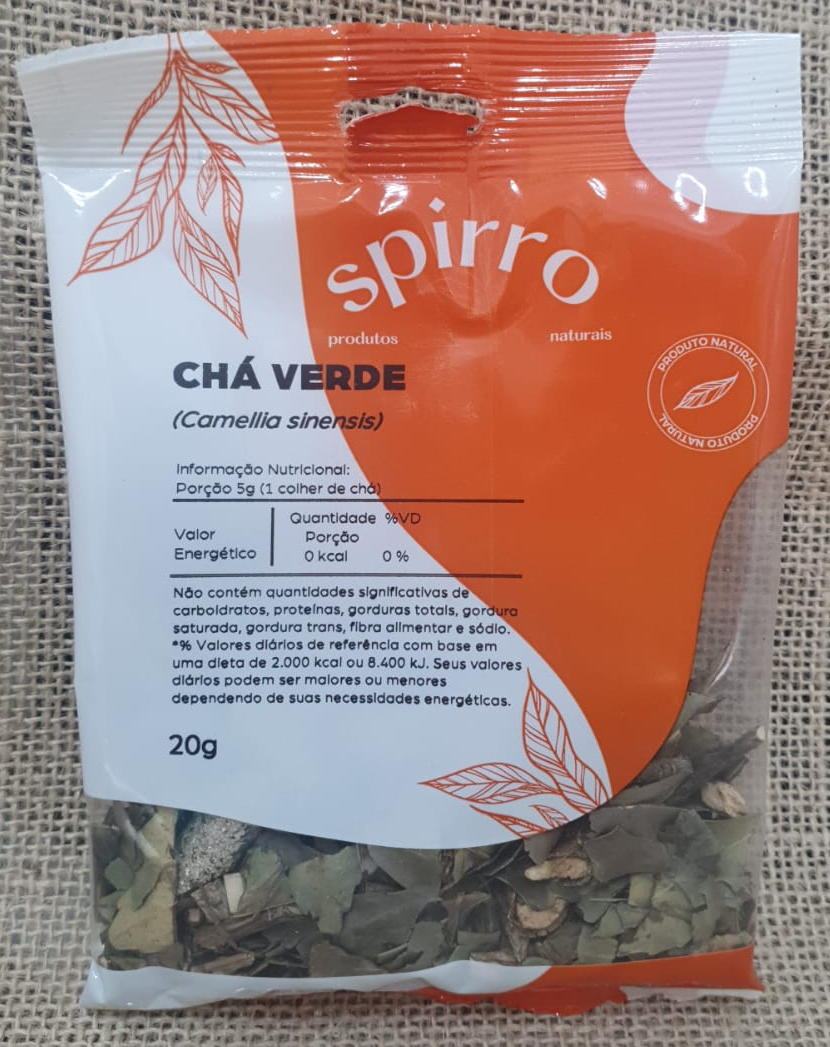 spirro
produtos naturais
PRODUTO NATURAL
PRODUTO NATURAL
CHÁ VERDE
(Camellia sinensis)
Informação Nutricional:
Porção 5g (1 colher de chá)
Quantidade %VD
Valor Porção
Energético 0 kcal 0 %
Não contém quantidades significativas de
carboidratos, proteínas, gorduras totais, gordura
saturada, gordura trans, fibra alimentar e sódio.
*% Valores diários de referência com base em
uma dieta de 2.000 kcal ou 8.400 kJ. Seus valores
diários podem ser maiores ou menores
dependendo de suas necessidades energéticas.
20g